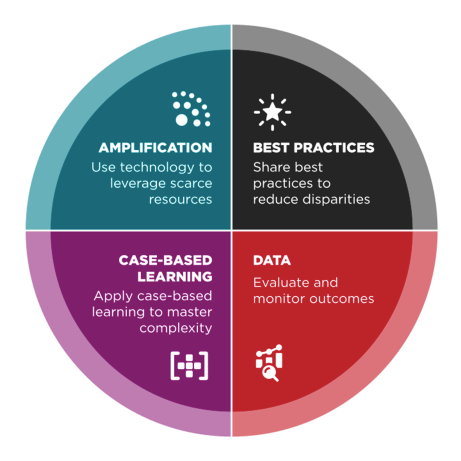 AMPLIFICATION
Use technology to
leverage scarce
resources
BEST PRACTICES
Share best
practices to
reduce disparities
CASE-BASED
LEARNING
Apply case-based
learning to master
complexity
DATA
Evaluate and
monitor outcomes